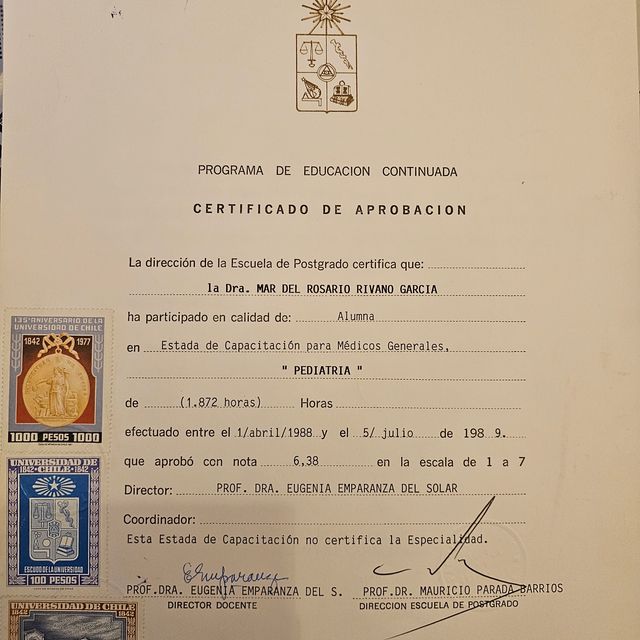 PROGRAMA DE EDUCACION CONTINUADA
CERTIFICADO DE APROBACION
La dirección de la Escuela de Postgrado certifica que:
la Dra. MAR DEL ROSARIO RIVANO GARCIA
ha participado en calidad de: Alumna
en Estada de Capacitación para Médicos Generales,
" PEDIATRIA "
de (1.872 horas) Horas
efectuado entre el 1/abril/1988 y el 5/ julio de 198 9.
que aprobó con nota 6,38 en la escala de 1 a 7
Director: PROF. DRA. EUGENIA EMPARANZA DEL SOLAR
Coordinador:
Esta Estada de Capacitación no certifica la Especialidad.
EEmparanza
PROF.DRA. EUGENIA EMPARANZA DEL S. PROF.DR. MAURICIO PARADA BARRIOS
DIRECTOR DOCENTE DIRECCION ESCUELA DE POSTGRADO
135º ANIVERSARIO DE LA
UNIVERSIDAD DE CHILE
1842 1977
1000 PESOS 1000
UNIVERSIDAD DE
1842 · CHILE · 1842
ESCUDO DE LA UNIVERSIDAD
100 PESOS
UNIVERSIDAD DE CHILE
1842 1842